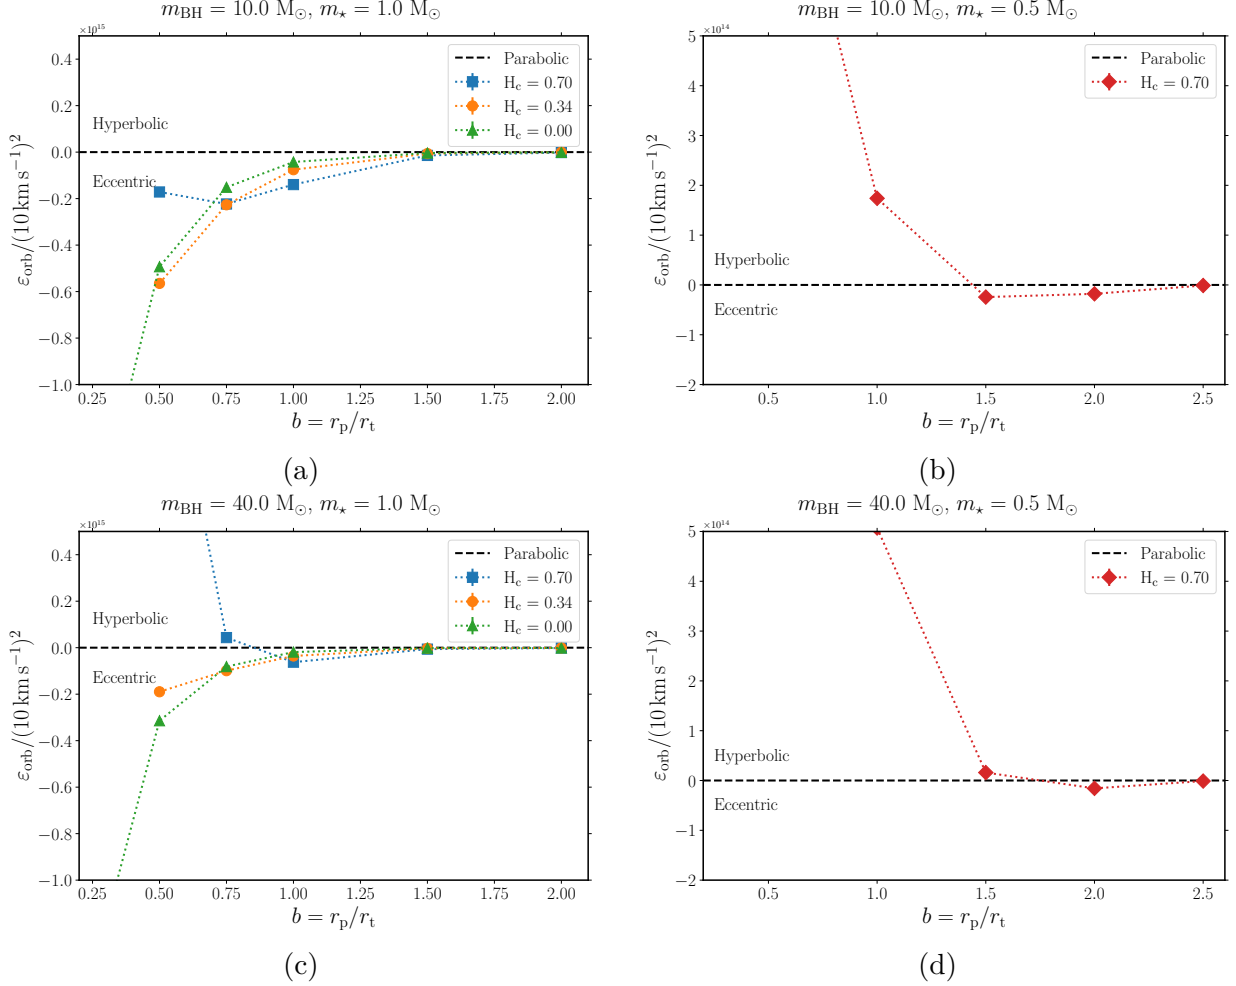 m_BH = 10.0 M_⊙, m_⋆ = 1.0 M_⊙
×10^15
0.4
0.2
0.0
−0.2
−0.4
−0.6
−0.8
−1.0
ε_orb/(10 km s^−1)^2
Hyperbolic
Eccentric
Parabolic
H_c = 0.70
H_c = 0.34
H_c = 0.00
0.25 0.50 0.75 1.00 1.25 1.50 1.75 2.00
b = r_p/r_t
(a)
m_BH = 10.0 M_⊙, m_⋆ = 0.5 M_⊙
×10^14
5
4
3
2
1
0
−1
−2
ε_orb/(10 km s^−1)^2
Hyperbolic
Eccentric
Parabolic
H_c = 0.70
0.5 1.0 1.5 2.0 2.5
b = r_p/r_t
(b)
m_BH = 40.0 M_⊙, m_⋆ = 1.0 M_⊙
×10^15
0.4
0.2
0.0
−0.2
−0.4
−0.6
−0.8
−1.0
ε_orb/(10 km s^−1)^2
Hyperbolic
Eccentric
Parabolic
H_c = 0.70
H_c = 0.34
H_c = 0.00
0.25 0.50 0.75 1.00 1.25 1.50 1.75 2.00
b = r_p/r_t
(c)
m_BH = 40.0 M_⊙, m_⋆ = 0.5 M_⊙
×10^14
5
4
3
2
1
0
−1
−2
ε_orb/(10 km s^−1)^2
Hyperbolic
Eccentric
Parabolic
H_c = 0.70
0.5 1.0 1.5 2.0 2.5
b = r_p/r_t
(d)